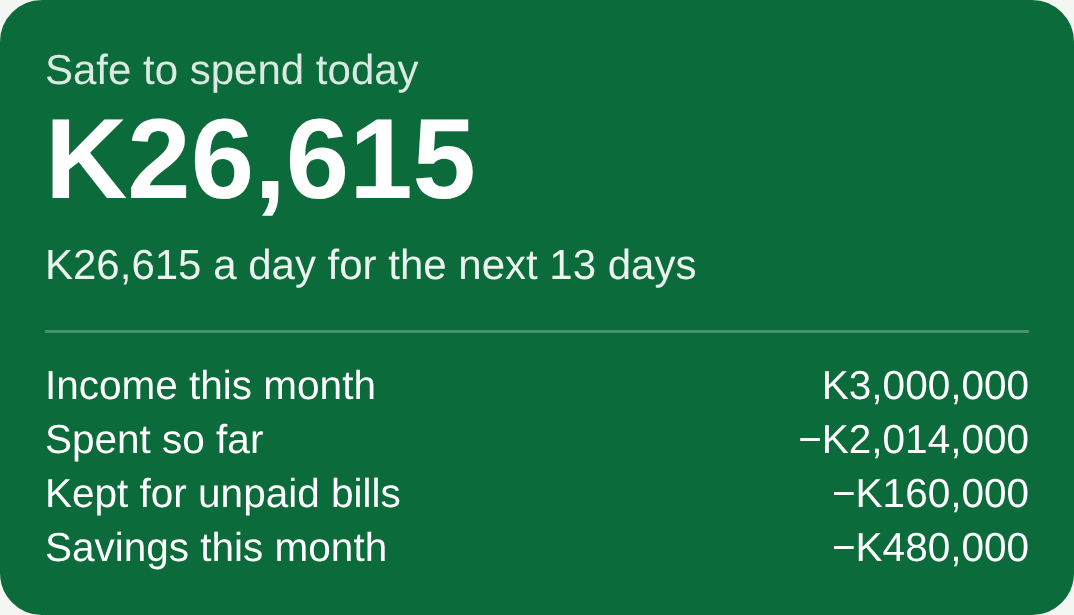 Safe to spend today
K26,615
K26,615 a day for the next 13 days
Income this month K3,000,000
Spent so far −K2,014,000
Kept for unpaid bills −K160,000
Savings this month −K480,000